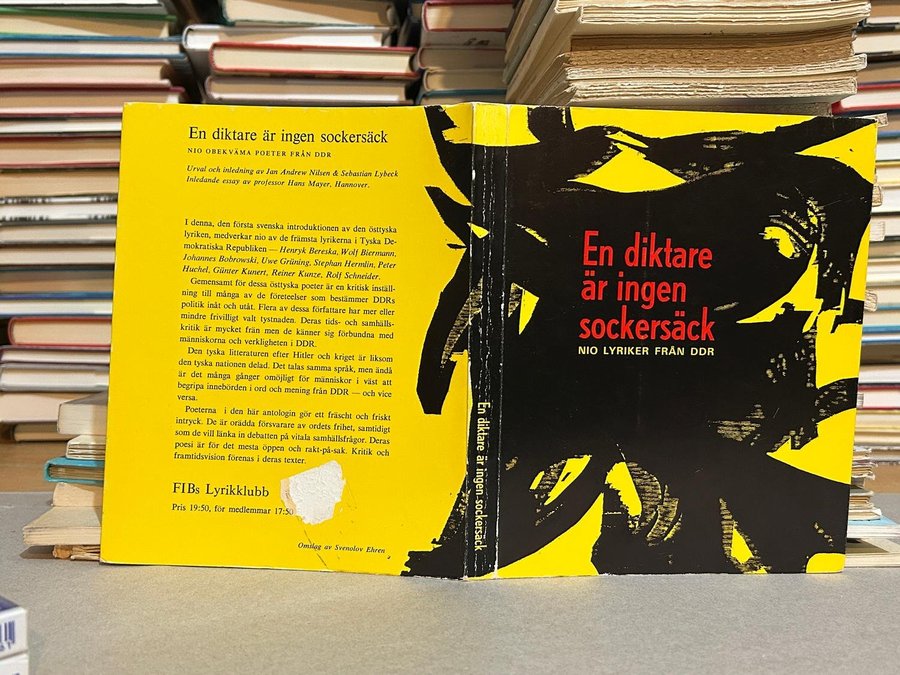 En diktare är ingen sockersäck
NIO OBEKVÄMA POETER FRÅN DDR
Urval och inledning av Jan Andrew Nilsen & Sebastian Lybeck
Inledande essay av professor Hans Mayer, Hannover.
I denna, den första svenska introduktionen av den östtyska
lyriken, medverkar nio av de främsta lyrikerna i Tyska De-
mokratiska Republiken — Henryk Bereska, Wolf Biermann,
Johannes Bobrowski, Uwe Grüning, Stephan Hermlin, Peter
Huchel, Günter Kunert, Reiner Kunze, Rolf Schneider.
Gemensamt för dessa östtyska poeter är en kritisk inställ-
ning till många av de företeelser som bestämmer DDRs
politik inåt och utåt. Flera av dessa författare har mer eller
mindre frivilligt valt tystnaden. Deras tids- och samhälls-
kritik är mycket från men de känner sig förbundna med
människorna och verkligheten i DDR.
Den tyska litteraturen efter Hitler och kriget är liksom
den tyska nationen delad. Det talas samma språk, men ändå
är det många gånger omöjligt för människor i väst att
begripa innebörden i ord och mening från DDR — och vice
versa.
Poeterna i den här antologin gör ett fräscht och friskt
intryck. De är orädda försvarare av ordets frihet, samtidigt
som de vill länka in debatten på vitala samhällsfrågor. Deras
poesi är för det mesta öppen och rakt-på-sak. Kritik och
framtidsvision förenas i deras texter.
FIBs Lyrikklubb
Pris 19:50, för medlemmar 17:50
Omslag av Svenolov Ehren
En diktare är ingen sockersäck
En diktare
är ingen
sockersäck
NIO LYRIKER FRÅN DDR